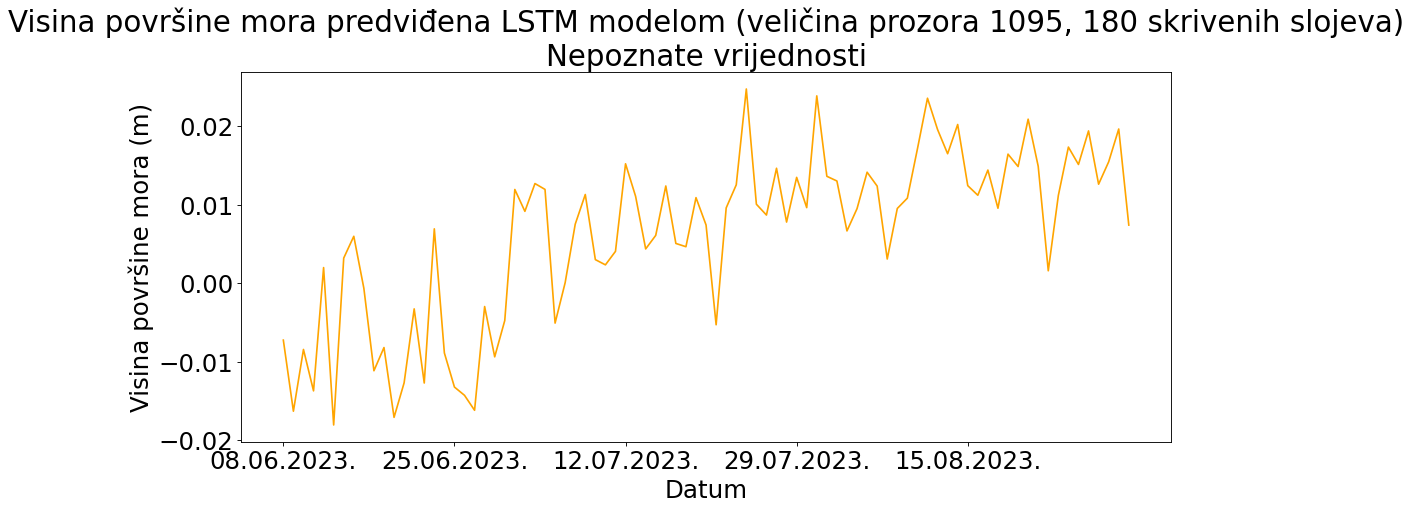 Visina površine mora predviđena LSTM modelom (veličina prozora 1095, 180 skrivenih slojeva)
Nepoznate vrijednosti
Visina površine mora (m)
0.02
0.01
0.00
−0.01
−0.02
08.06.2023. 25.06.2023. 12.07.2023. 29.07.2023. 15.08.2023.
Datum